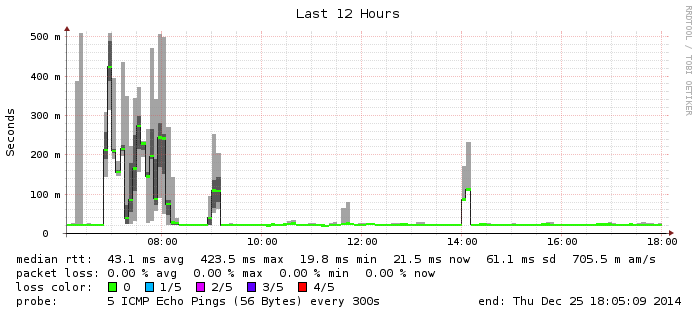 Last 12 Hours
RRDTOOL / TOBI OETIKER
Seconds
500 m
400 m
300 m
200 m
100 m
0
08:00 10:00 12:00 14:00 16:00 18:00
median rtt: 43.1 ms avg 423.5 ms max 19.8 ms min 21.5 ms now 61.1 ms sd 705.5 m am/s
packet loss: 0.00 % avg 0.00 % max 0.00 % min 0.00 % now
loss color: 0 1/5 2/5 3/5 4/5
probe: 5 ICMP Echo Pings (56 Bytes) every 300s end: Thu Dec 25 18:05:09 2014